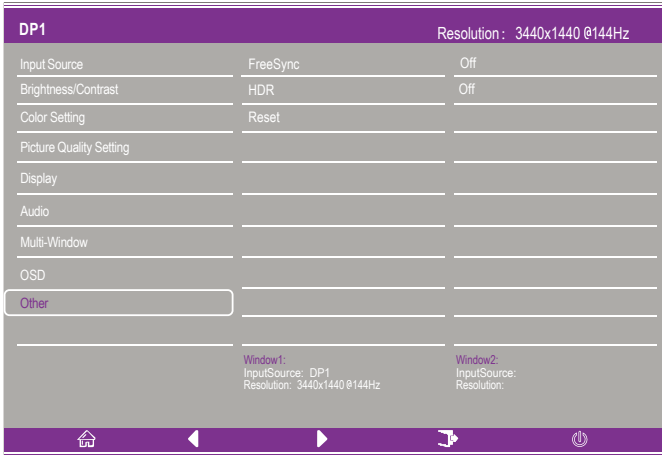 DP1
Resolution : 3440x1440 @144Hz
Input Source FreeSync Off
Brightness/Contrast HDR Off
Color Setting Reset
Picture Quality Setting
Display
Audio
Multi-Window
OSD
Other
Window1: Window2:
InputSource: DP1 InputSource:
Resolution: 3440x1440@144Hz Resolution: